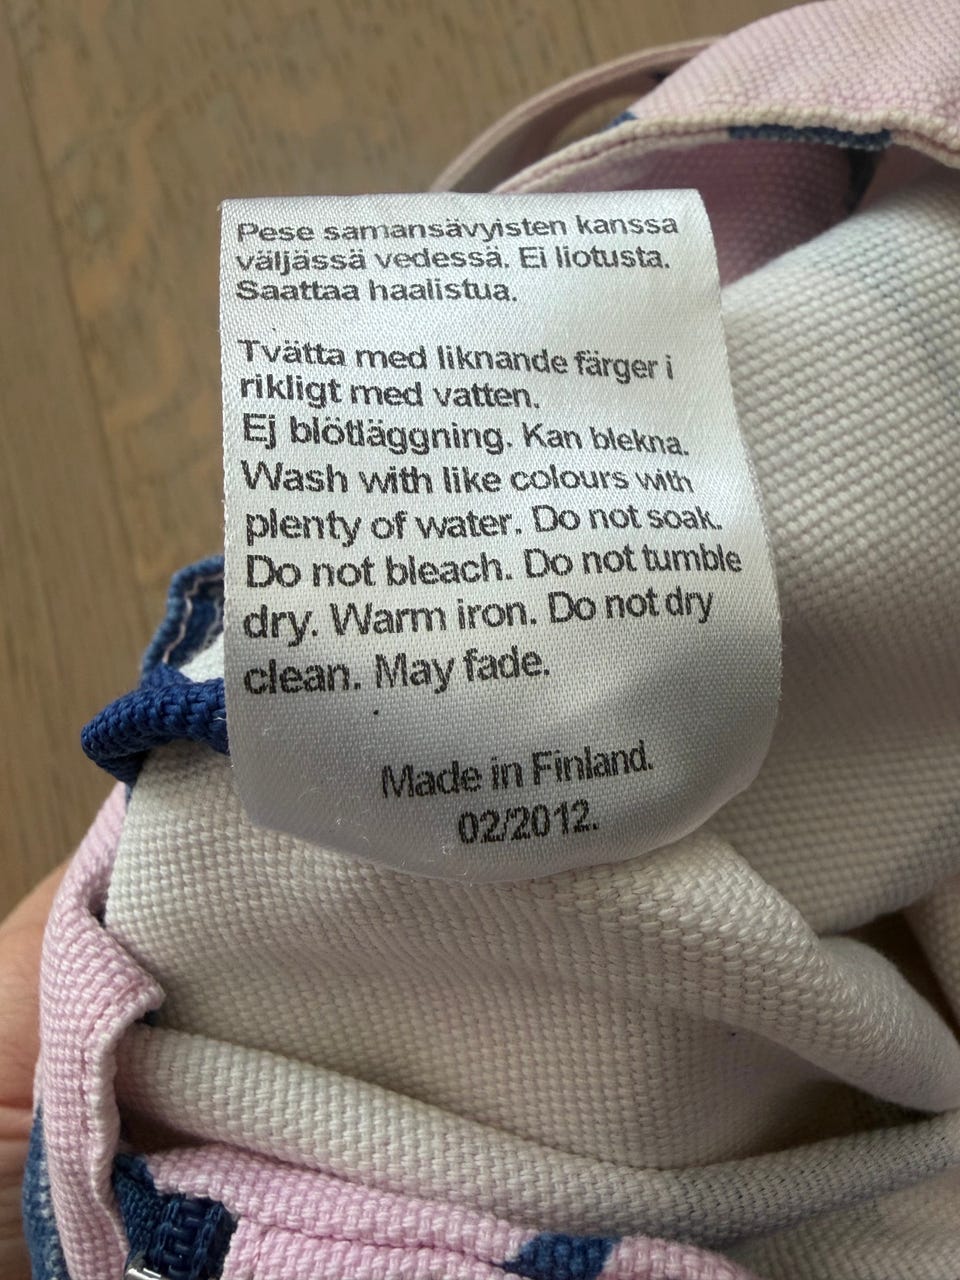 Pese samansävyisten kanssa
väljässä vedessä. Ei liotusta.
Saattaa haalistua.
Tvätta med liknande färger i
rikligt med vatten.
Ej blötläggning. Kan blekna.
Wash with like colours with
plenty of water. Do not soak.
Do not bleach. Do not tumble
dry. Warm iron. Do not dry
clean. May fade.
Made in Finland.
02/2012.